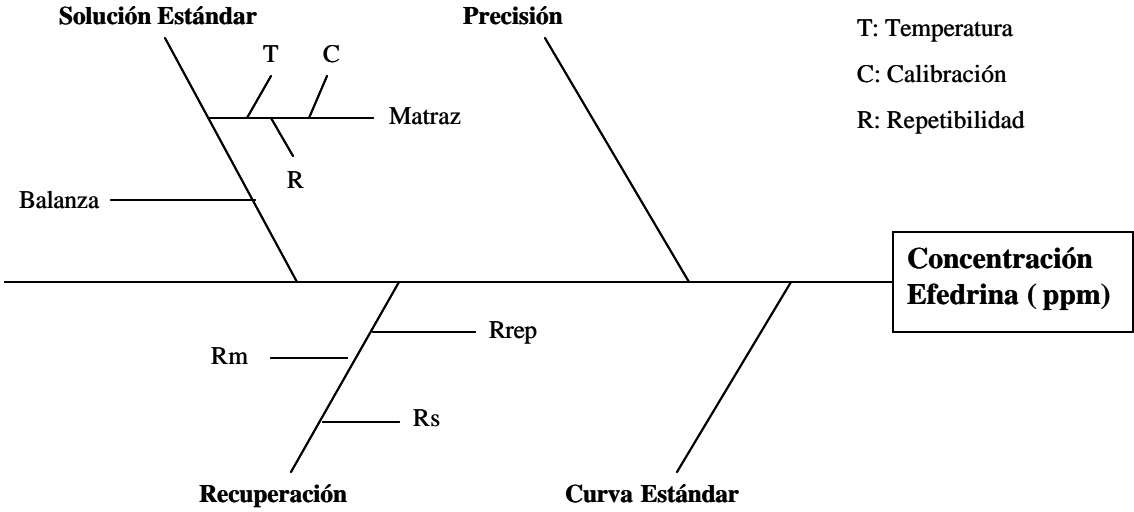 Solución Estándar
Precisión
T: Temperatura
T
C
C: Calibración
Matraz
R: Repetibilidad
R
Balanza
Concentración
Efedrina ( ppm)
Rrep
Rm
Rs
Recuperación
Curva Estándar